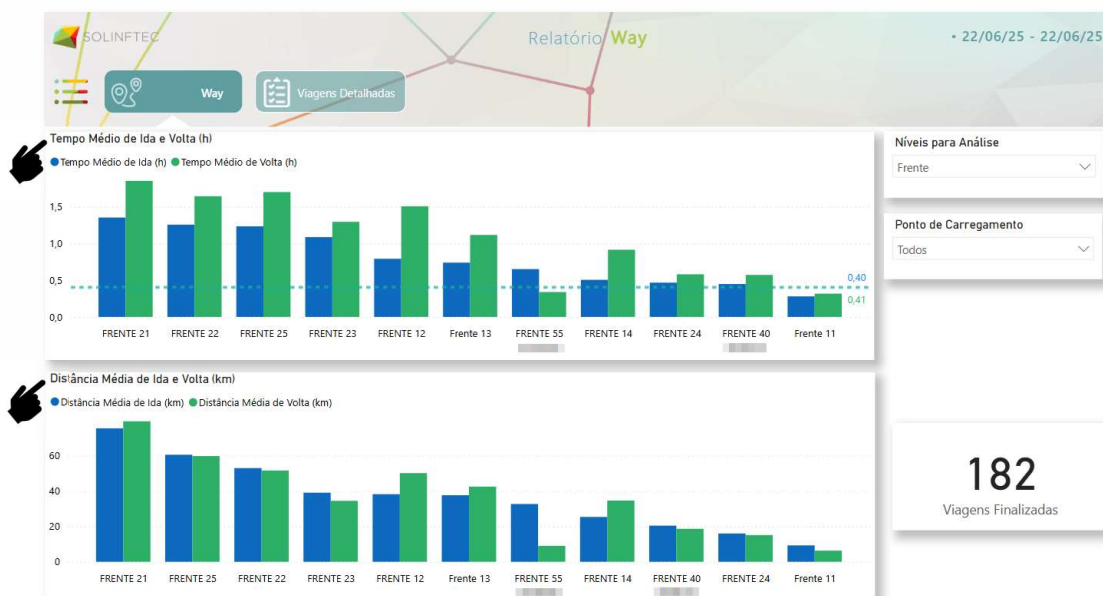 SOLINFTEC
Relatório Way
• 22/06/25 - 22/06/25
Way
Viagens Detalhadas
Tempo Médio de Ida e Volta (h)
Tempo Médio de Ida (h) Tempo Médio de Volta (h)
1,5
1,0
0,5
0,0
0,40
0,41
FRENTE 21 FRENTE 22 FRENTE 25 FRENTE 23 FRENTE 12 Frente 13 FRENTE 55 FRENTE 14 FRENTE 24 FRENTE 40 Frente 11
Níveis para Análise
Frente
Ponto de Carregamento
Todos
Distância Média de Ida e Volta (km)
Distância Média de Ida (km) Distância Média de Volta (km)
60
40
20
0
FRENTE 21 FRENTE 25 FRENTE 22 FRENTE 23 FRENTE 12 Frente 13 FRENTE 55 FRENTE 14 FRENTE 40 FRENTE 24 Frente 11
182
Viagens Finalizadas